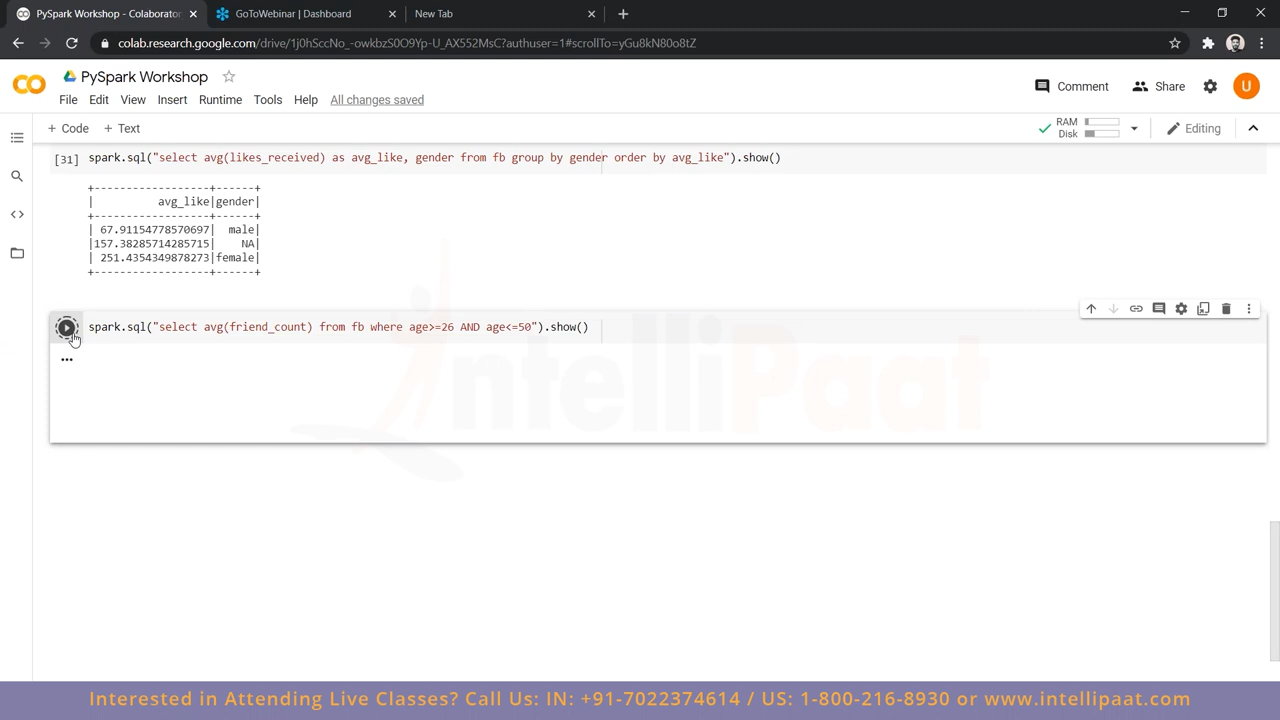 PySpark Workshop - Colaborator
GoToWebinar | Dashboard
New Tab
colab.research.google.com/drive/1j0hSccNo_-owkbzS0O9Yp-U_AX552MsC?authuser=1#scrollTo=yGu8kN80o8tZ
PySpark Workshop
Comment
Share
U
File Edit View Insert Runtime Tools Help All changes saved
+ Code + Text
RAM
Disk
Editing
[31] spark.sql("select avg(likes_received) as avg_like, gender from fb group by gender order by avg_like").show()
+------------------+------+
|          avg_like|gender|
+------------------+------+
| 67.91154778570697|  male|
|157.38285714285715|    NA|
| 251.4354349878273|female|
+------------------+------+
spark.sql("select avg(friend_count) from fb where age>=26 AND age<=50").show()
...
intelliPaat
Interested in Attending Live Classes? Call Us: IN: +91-7022374614 / US: 1-800-216-8930 or www.intellipaat.com